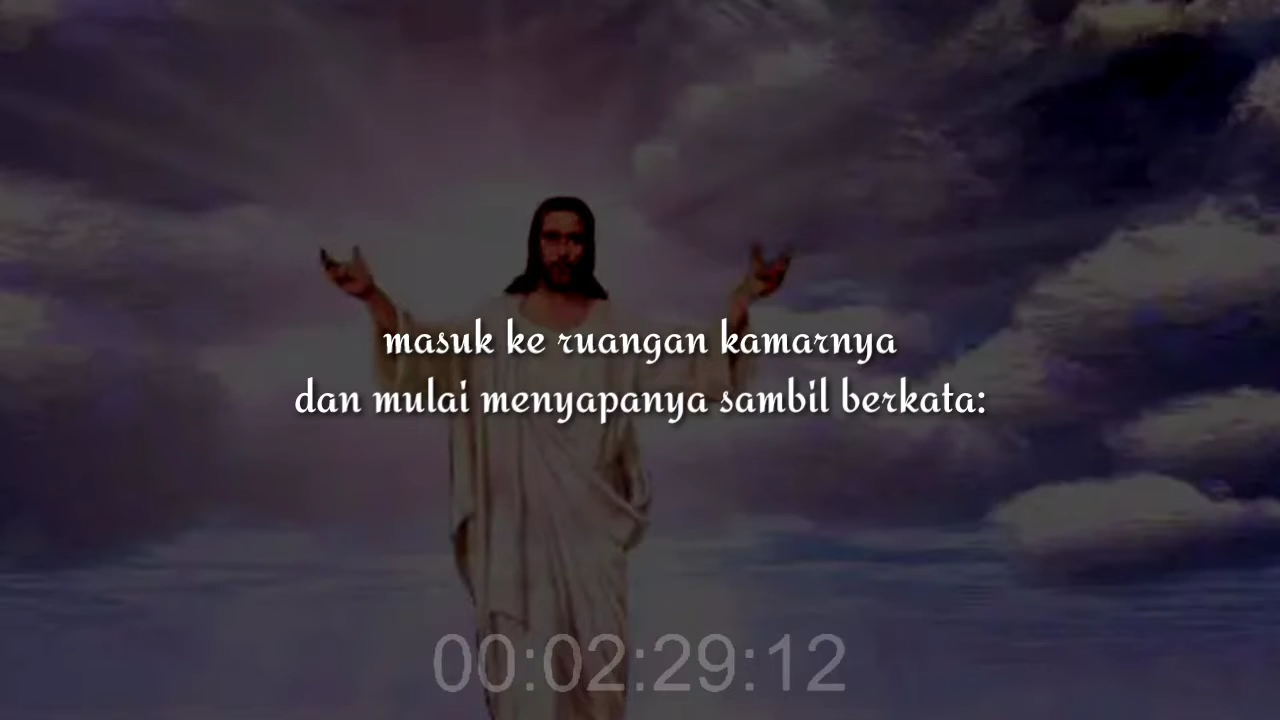 masuk ke ruangan kamarnya
dan mulai menyapanya sambil berkata:
00:02:29:12